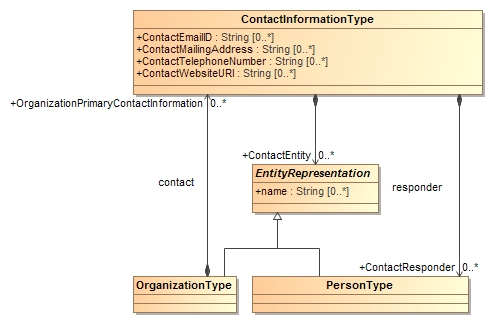 ContactInformationType
+ContactEmailID : String [0..*]
+ContactMailingAddress : String [0..*]
+ContactTelephoneNumber : String [0..*]
+ContactWebsiteURI : String [0..*]
+OrganizationPrimaryContactInformation 0..*
+ContactEntity 0..*
EntityRepresentation
contact
responder
+name : String [0..*]
+ContactResponder 0..*
OrganizationType
PersonType